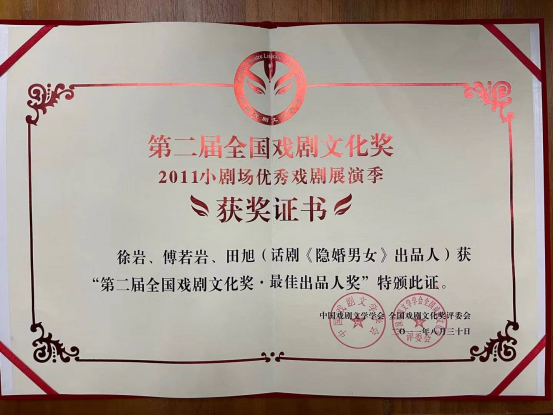 第二届全国戏剧文化奖
2011小剧场优秀戏剧展演季
获奖证书
徐岩、傅若岩、田旭（话剧《隐婚男女》出品人）获
“第二届全国戏剧文化奖·最佳出品人奖”特颁此证。
中国戏剧文学学会 全国戏剧文化奖评委会
二〇一一年八月三十日